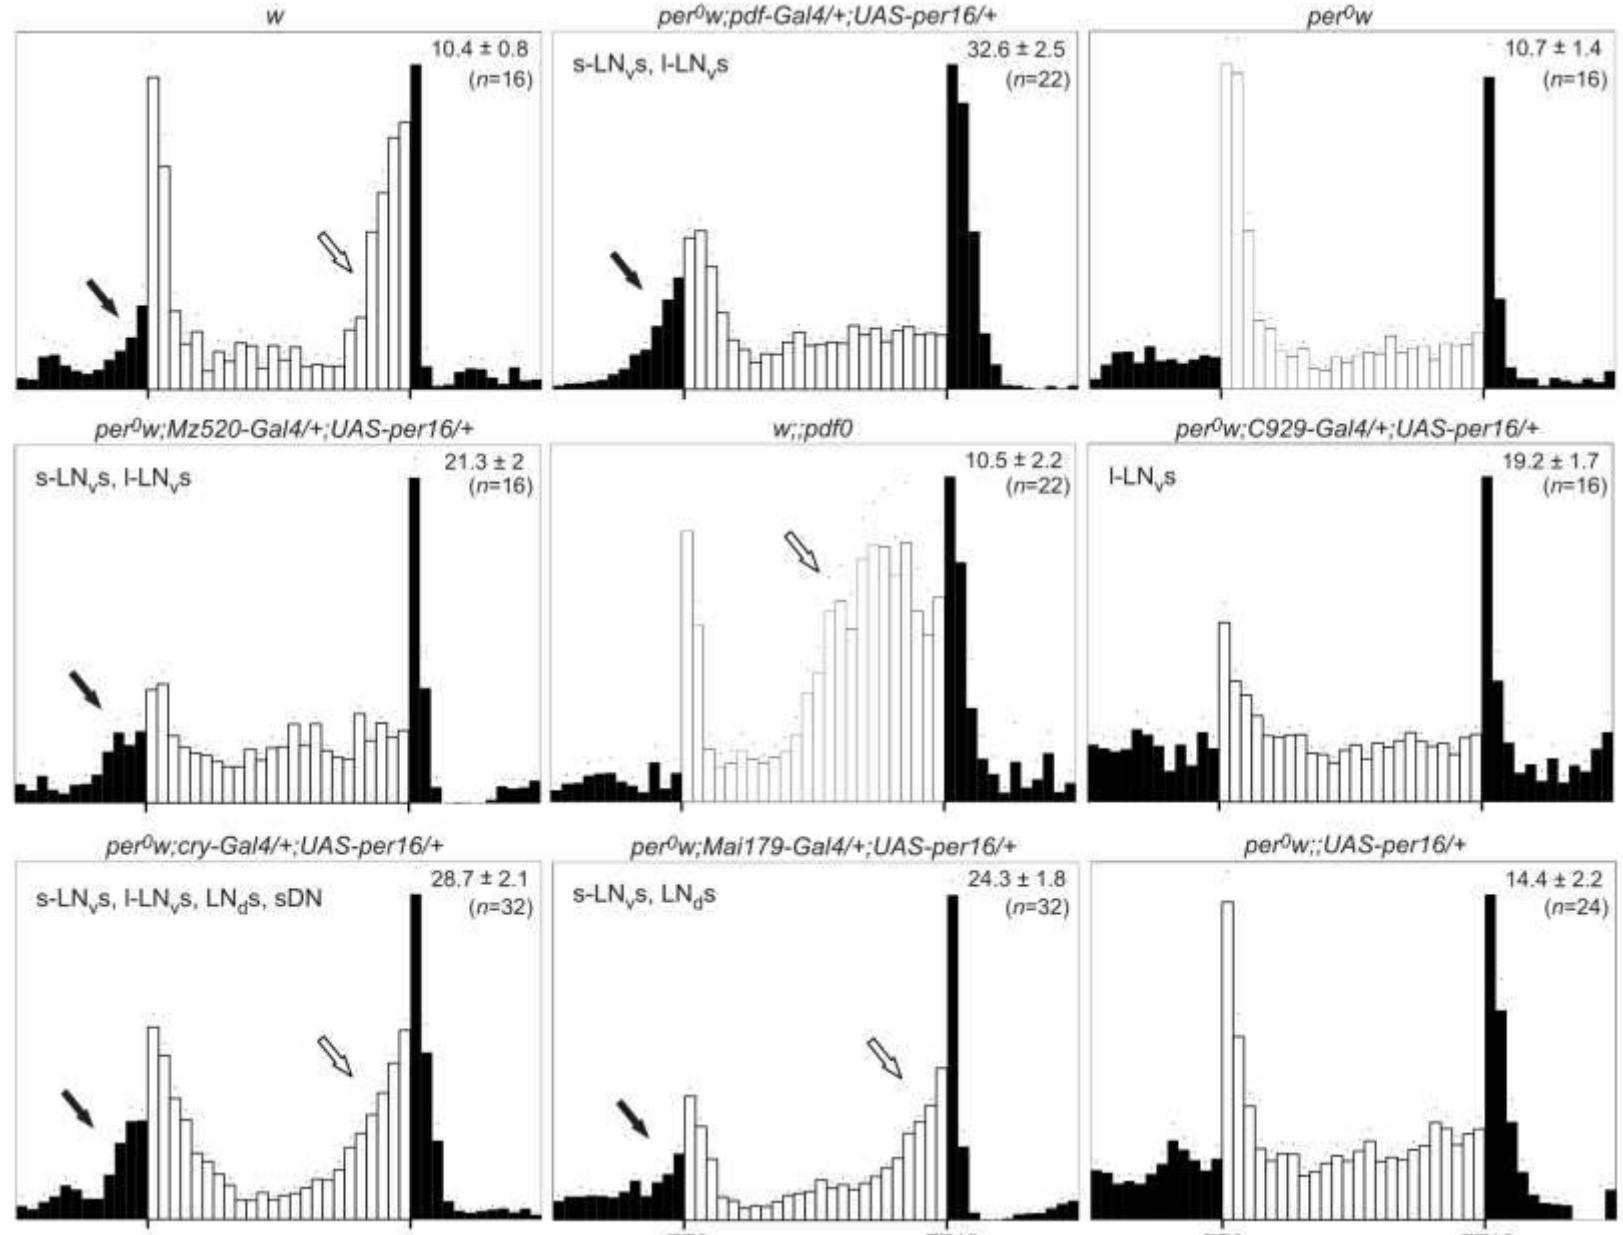 w
10.4 ± 0.8
(n=16)
per⁰w;pdf-Gal4/+;UAS-per16/+
s-LNᵥs, l-LNᵥs
32.6 ± 2.5
(n=22)
per⁰w
10.7 ± 1.4
(n=16)
per⁰w;Mz520-Gal4/+;UAS-per16/+
s-LNᵥs, l-LNᵥs
21.3 ± 2
(n=16)
w;;pdf0
10.5 ± 2.2
(n=22)
per⁰w;C929-Gal4/+;UAS-per16/+
l-LNᵥs
19.2 ± 1.7
(n=16)
per⁰w;cry-Gal4/+;UAS-per16/+
s-LNᵥs, l-LNᵥs, LN_ds, sDN
28.7 ± 2.1
(n=32)
per⁰w;Mai179-Gal4/+;UAS-per16/+
s-LNᵥs, LN_ds
24.3 ± 1.8
(n=32)
per⁰w;;UAS-per16/+
14.4 ± 2.2
(n=24)